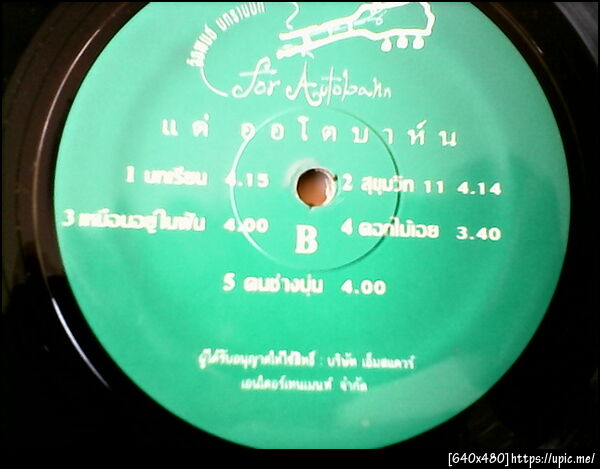 for Autobahn
แด่ ออโตบาห์น
1 นกเรียน 4.15 2 สุขุมวิท 11 4.14
3 เหมือนอยู่ในฝัน 4.00 4 ดอกไม้เอย 3.40
B
5 คนช่างฝัน 4.00
ผู้ได้รับอนุญาตให้ใช้สิทธิ์ : บริษัท เอ็มสแควร์
เอนเตอร์เทนเมนท์ จำกัด
[640x480]https://upic.me/